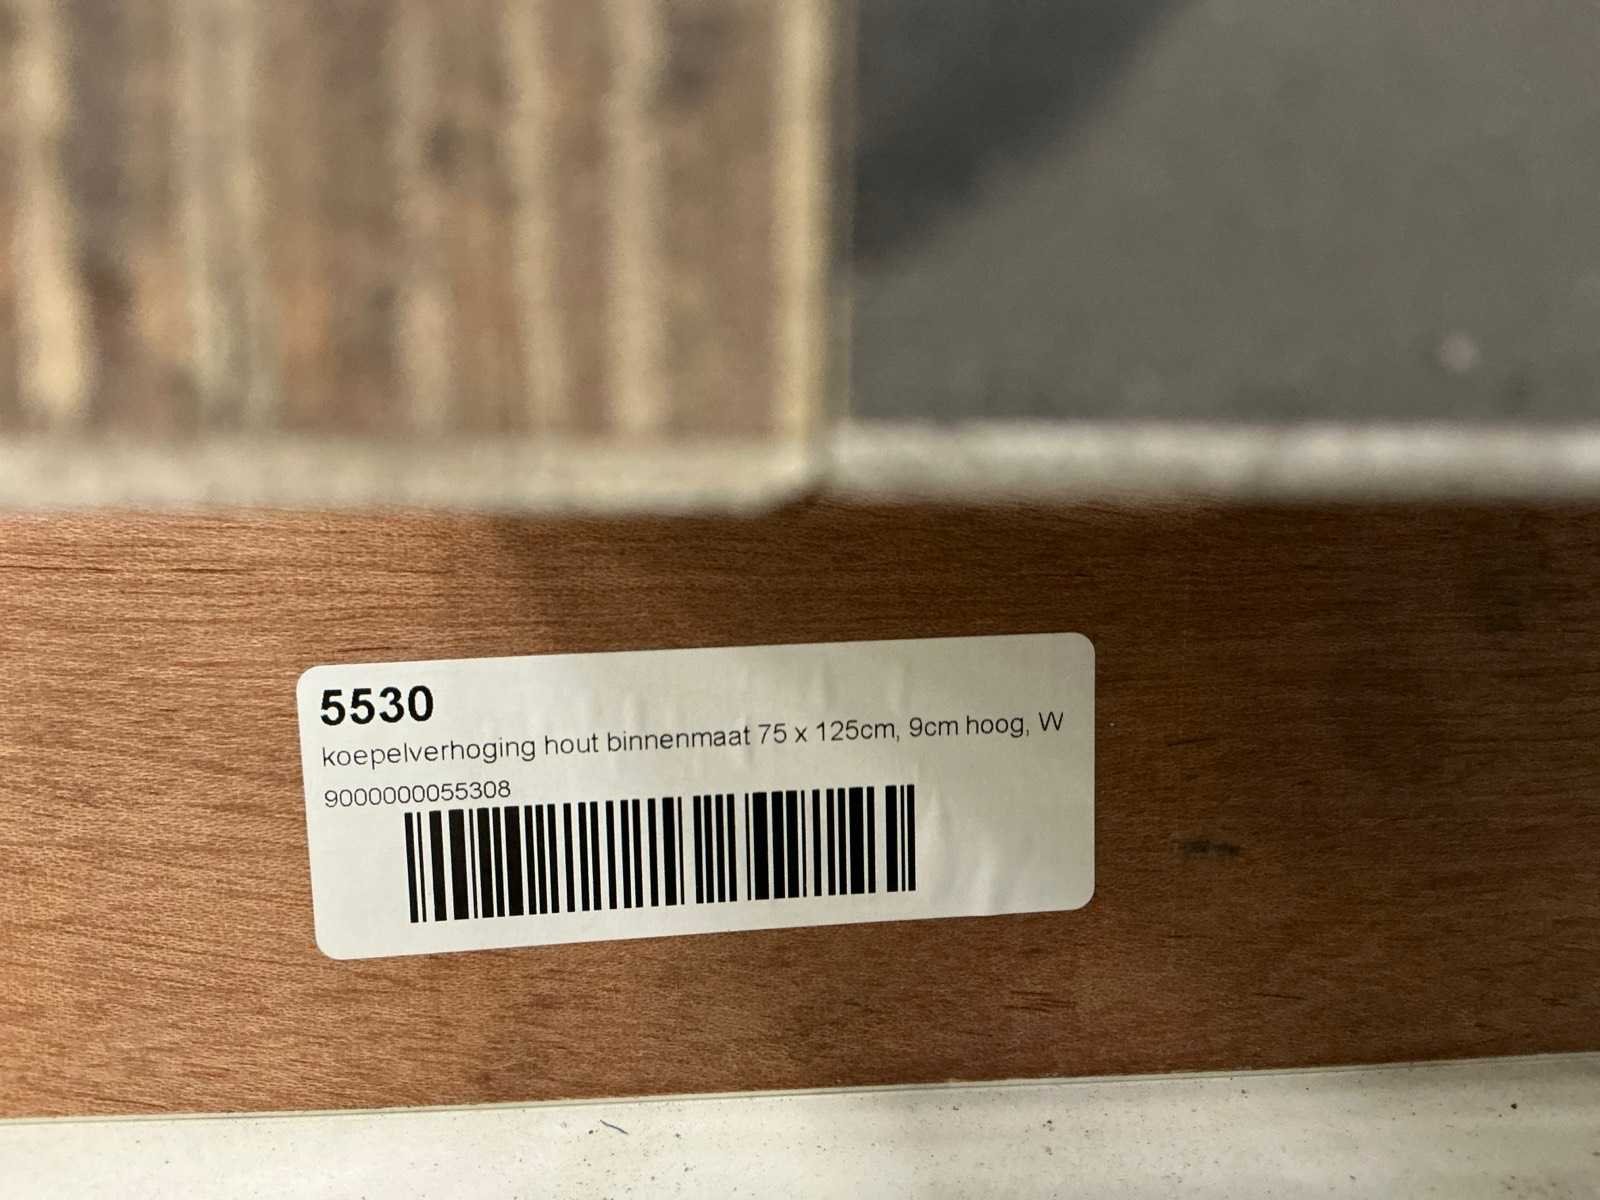 5530
koepelverhoging hout binnenmaat 75 x 125cm, 9cm hoog, W
9000000055308